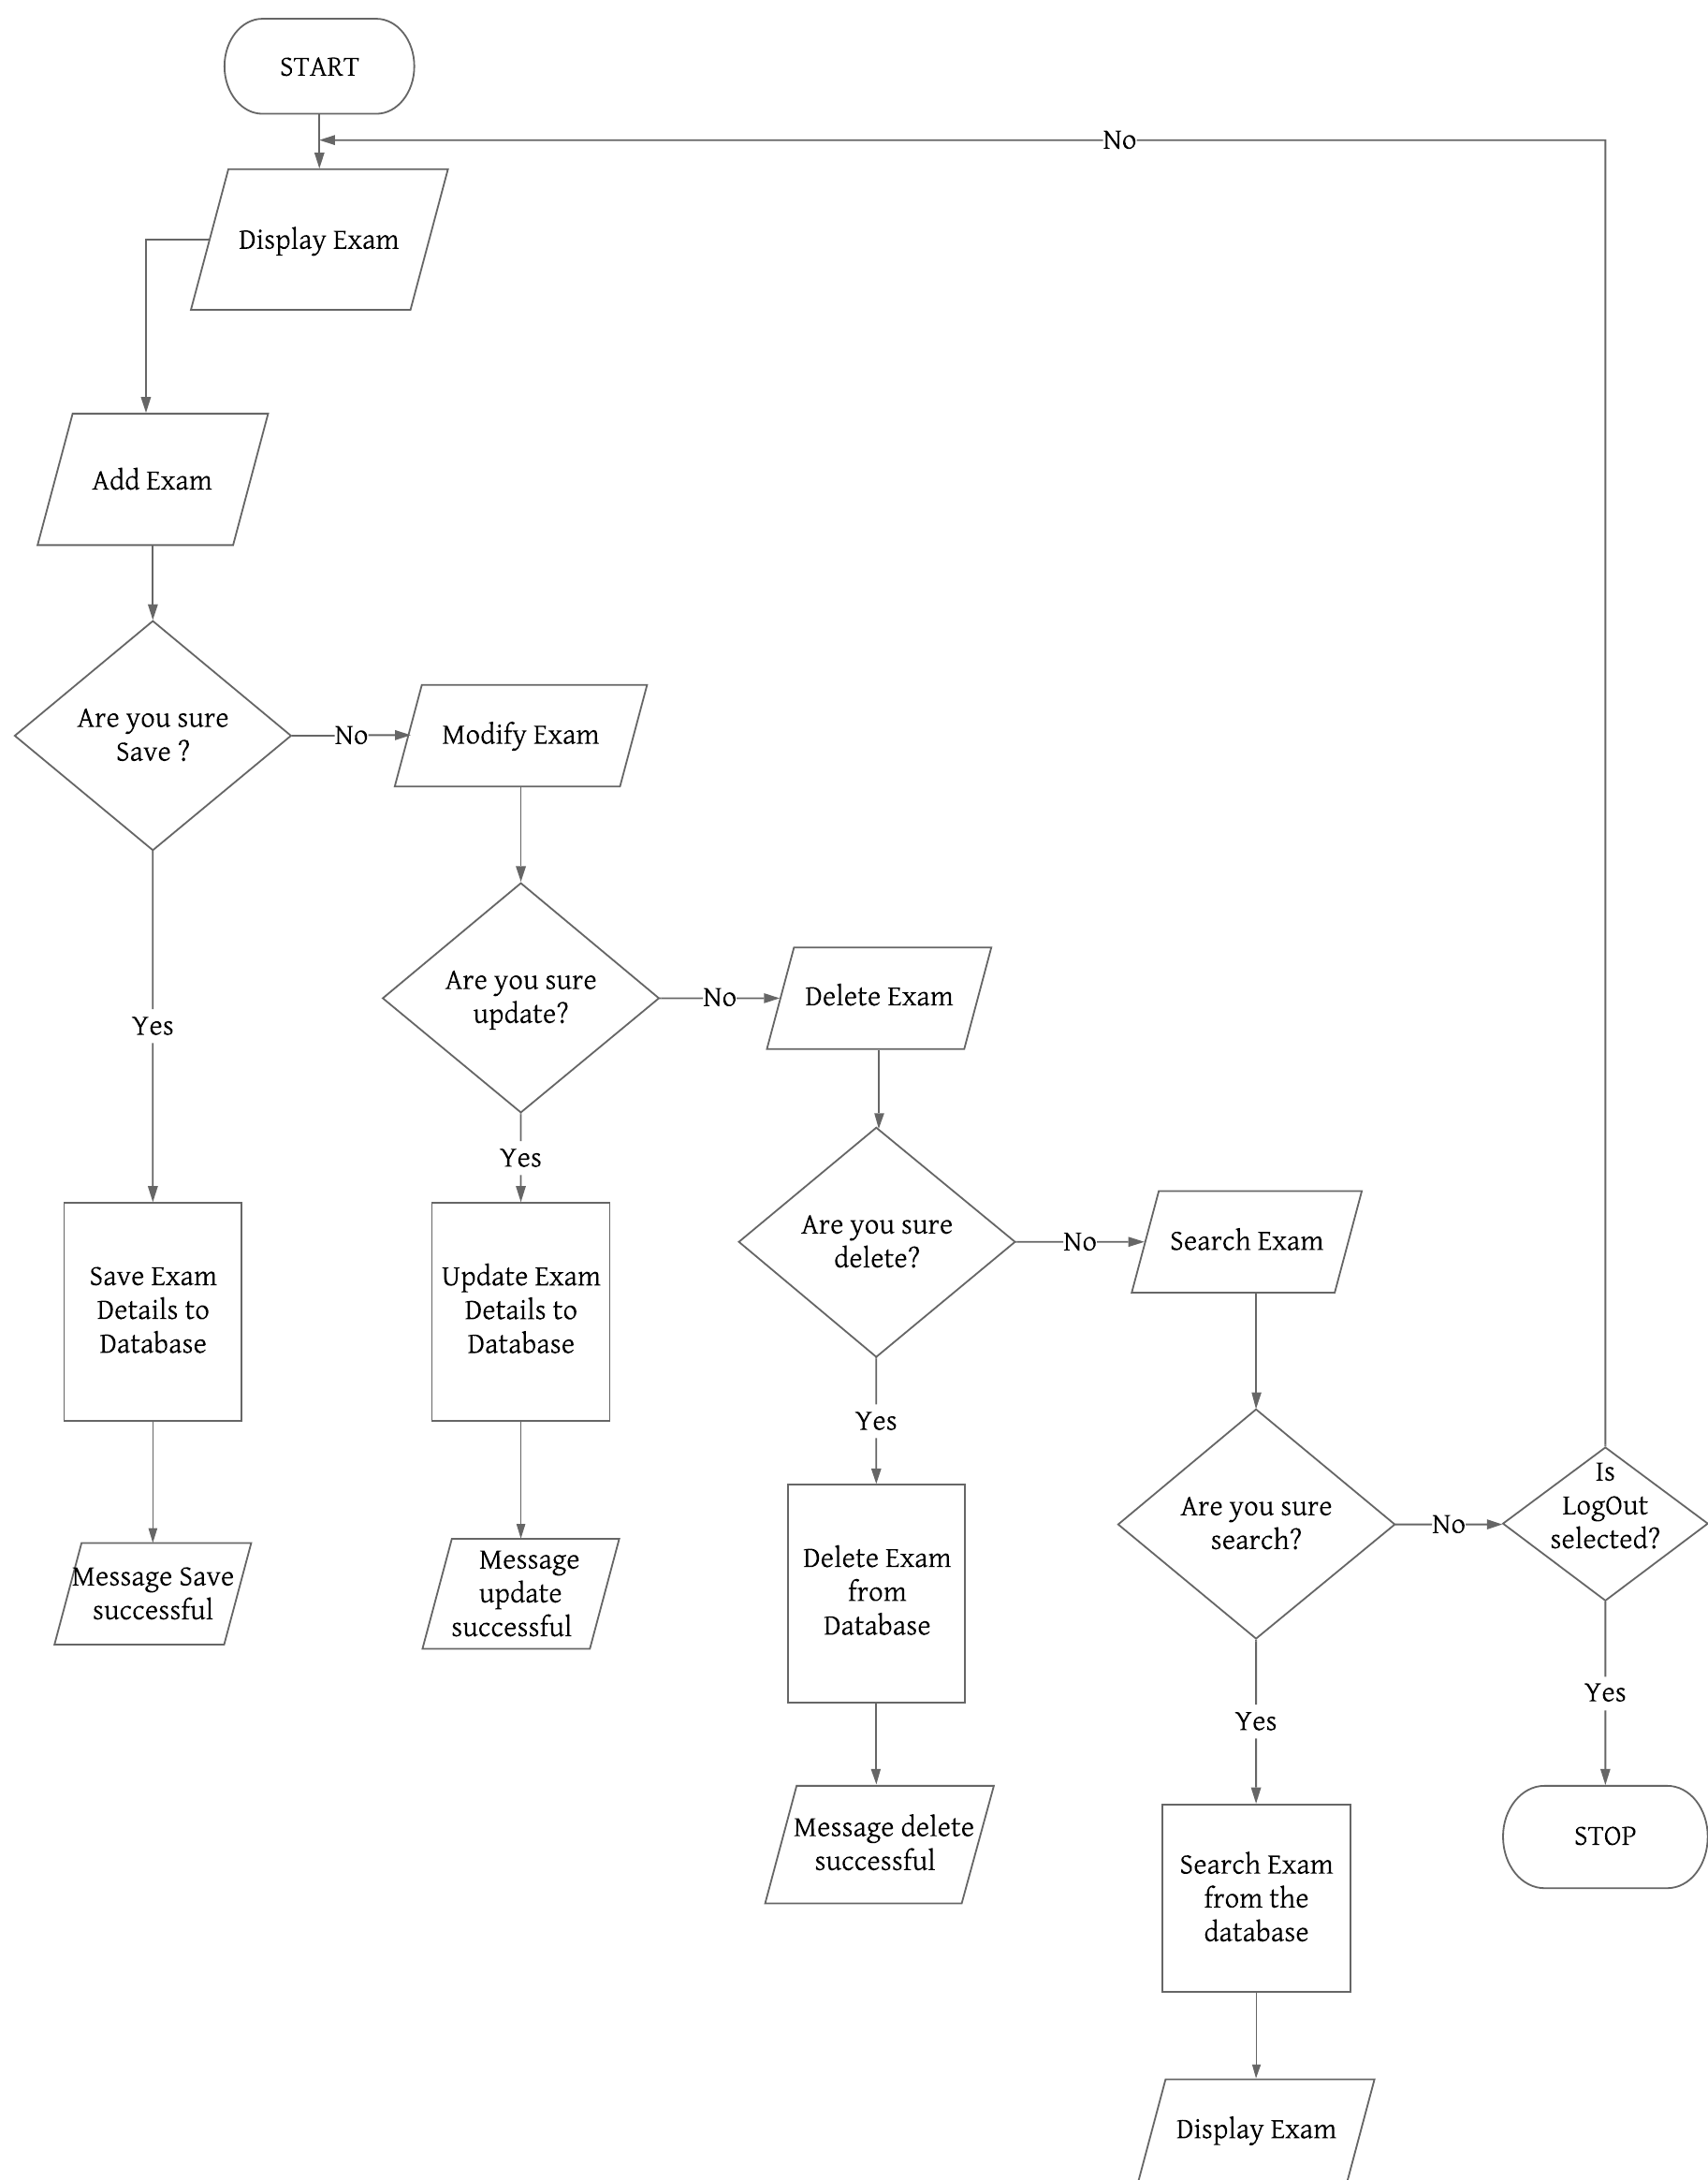 START
No
Display Exam
Add Exam
Are you sure
Save ?
No
Modify Exam
Are you sure
update?
No
Delete Exam
Yes
Yes
Are you sure
delete?
No
Search Exam
Save Exam
Details to
Database
Update Exam
Details to
Database
Yes
Are you sure
search?
No
Is
LogOut
selected?
Message Save
successful
Message
update
successful
Delete Exam
from
Database
Yes
Yes
Message delete
successful
STOP
Search Exam
from the
database
Display Exam